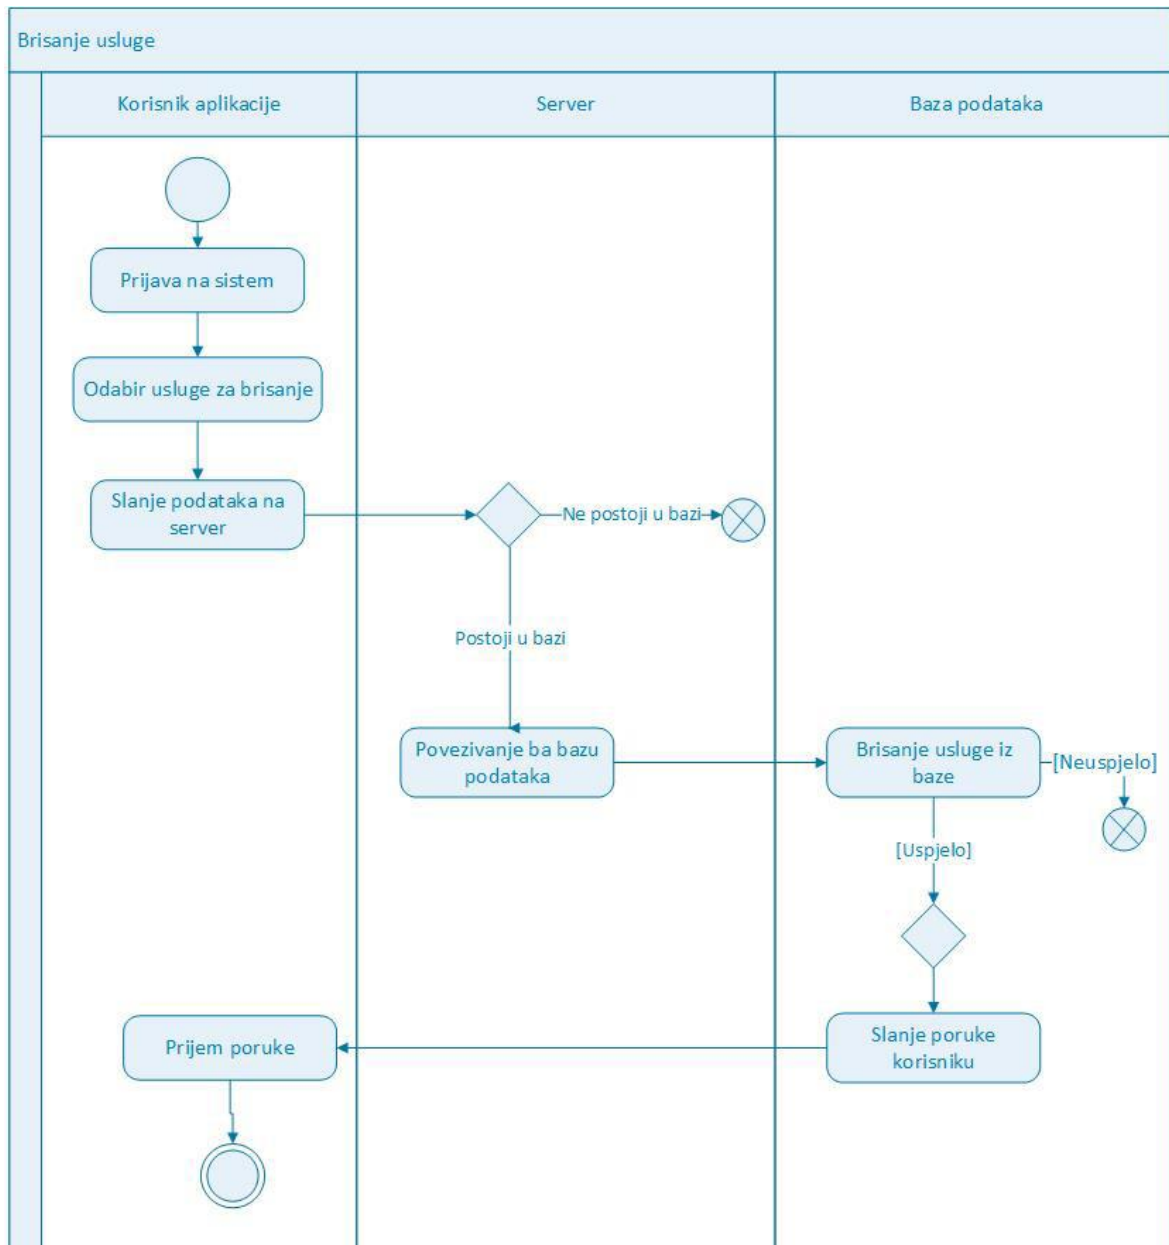 Brisanje usluge
Korisnik aplikacije
Server
Baza podataka
Prijava na sistem
Odabir usluge za brisanje
Slanje podataka na
server
Ne postoji u bazi
Postoji u bazi
Povezivanje ba bazu
podataka
Brisanje usluge iz
baze
[Neuspjelo]
[Uspjelo]
Slanje poruke
korisniku
Prijem poruke